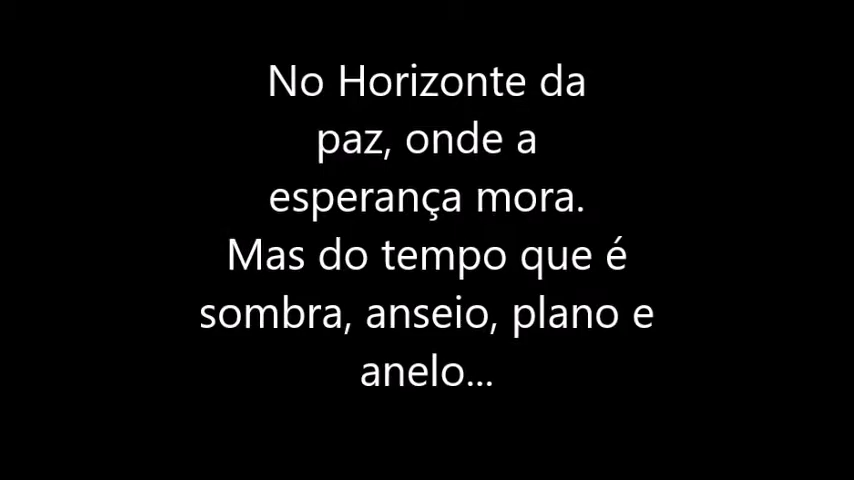 No Horizonte da
paz, onde a
esperança mora.
Mas do tempo que é
sombra, anseio, plano e
anelo...